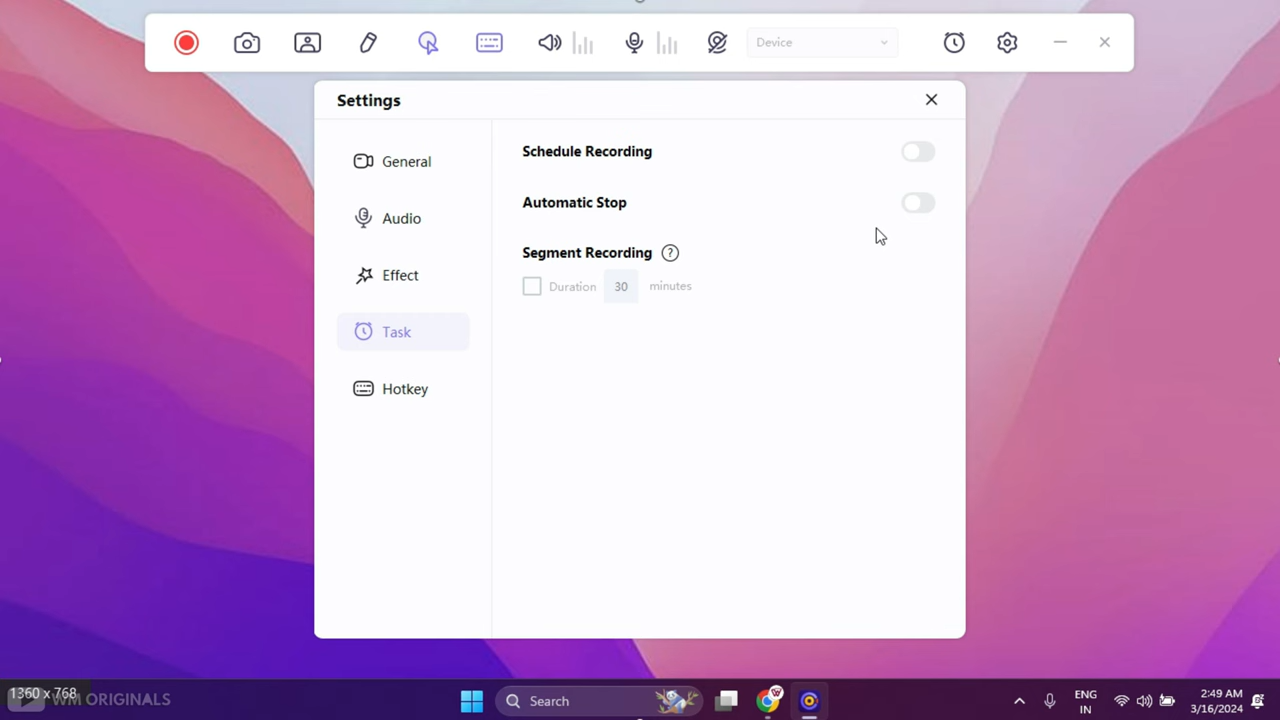 Device
Settings
General
Audio
Effect
Task
Hotkey
Schedule Recording
Automatic Stop
Segment Recording ?
Duration 30 minutes
1360 x 768
WM ORIGINALS
Search
W
ENG
IN
2:49 AM
3/16/2024